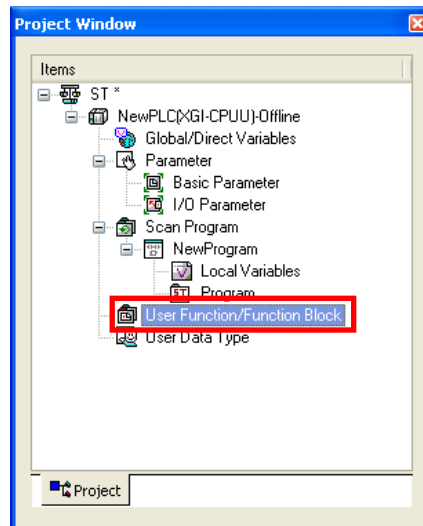 Project Window
Items
ST *
NewPLC(XGI-CPUU)-Offline
Global/Direct Variables
Parameter
Basic Parameter
I/O Parameter
Scan Program
NewProgram
Local Variables
ST Program
User Function/Function Block
User Data Type
Project